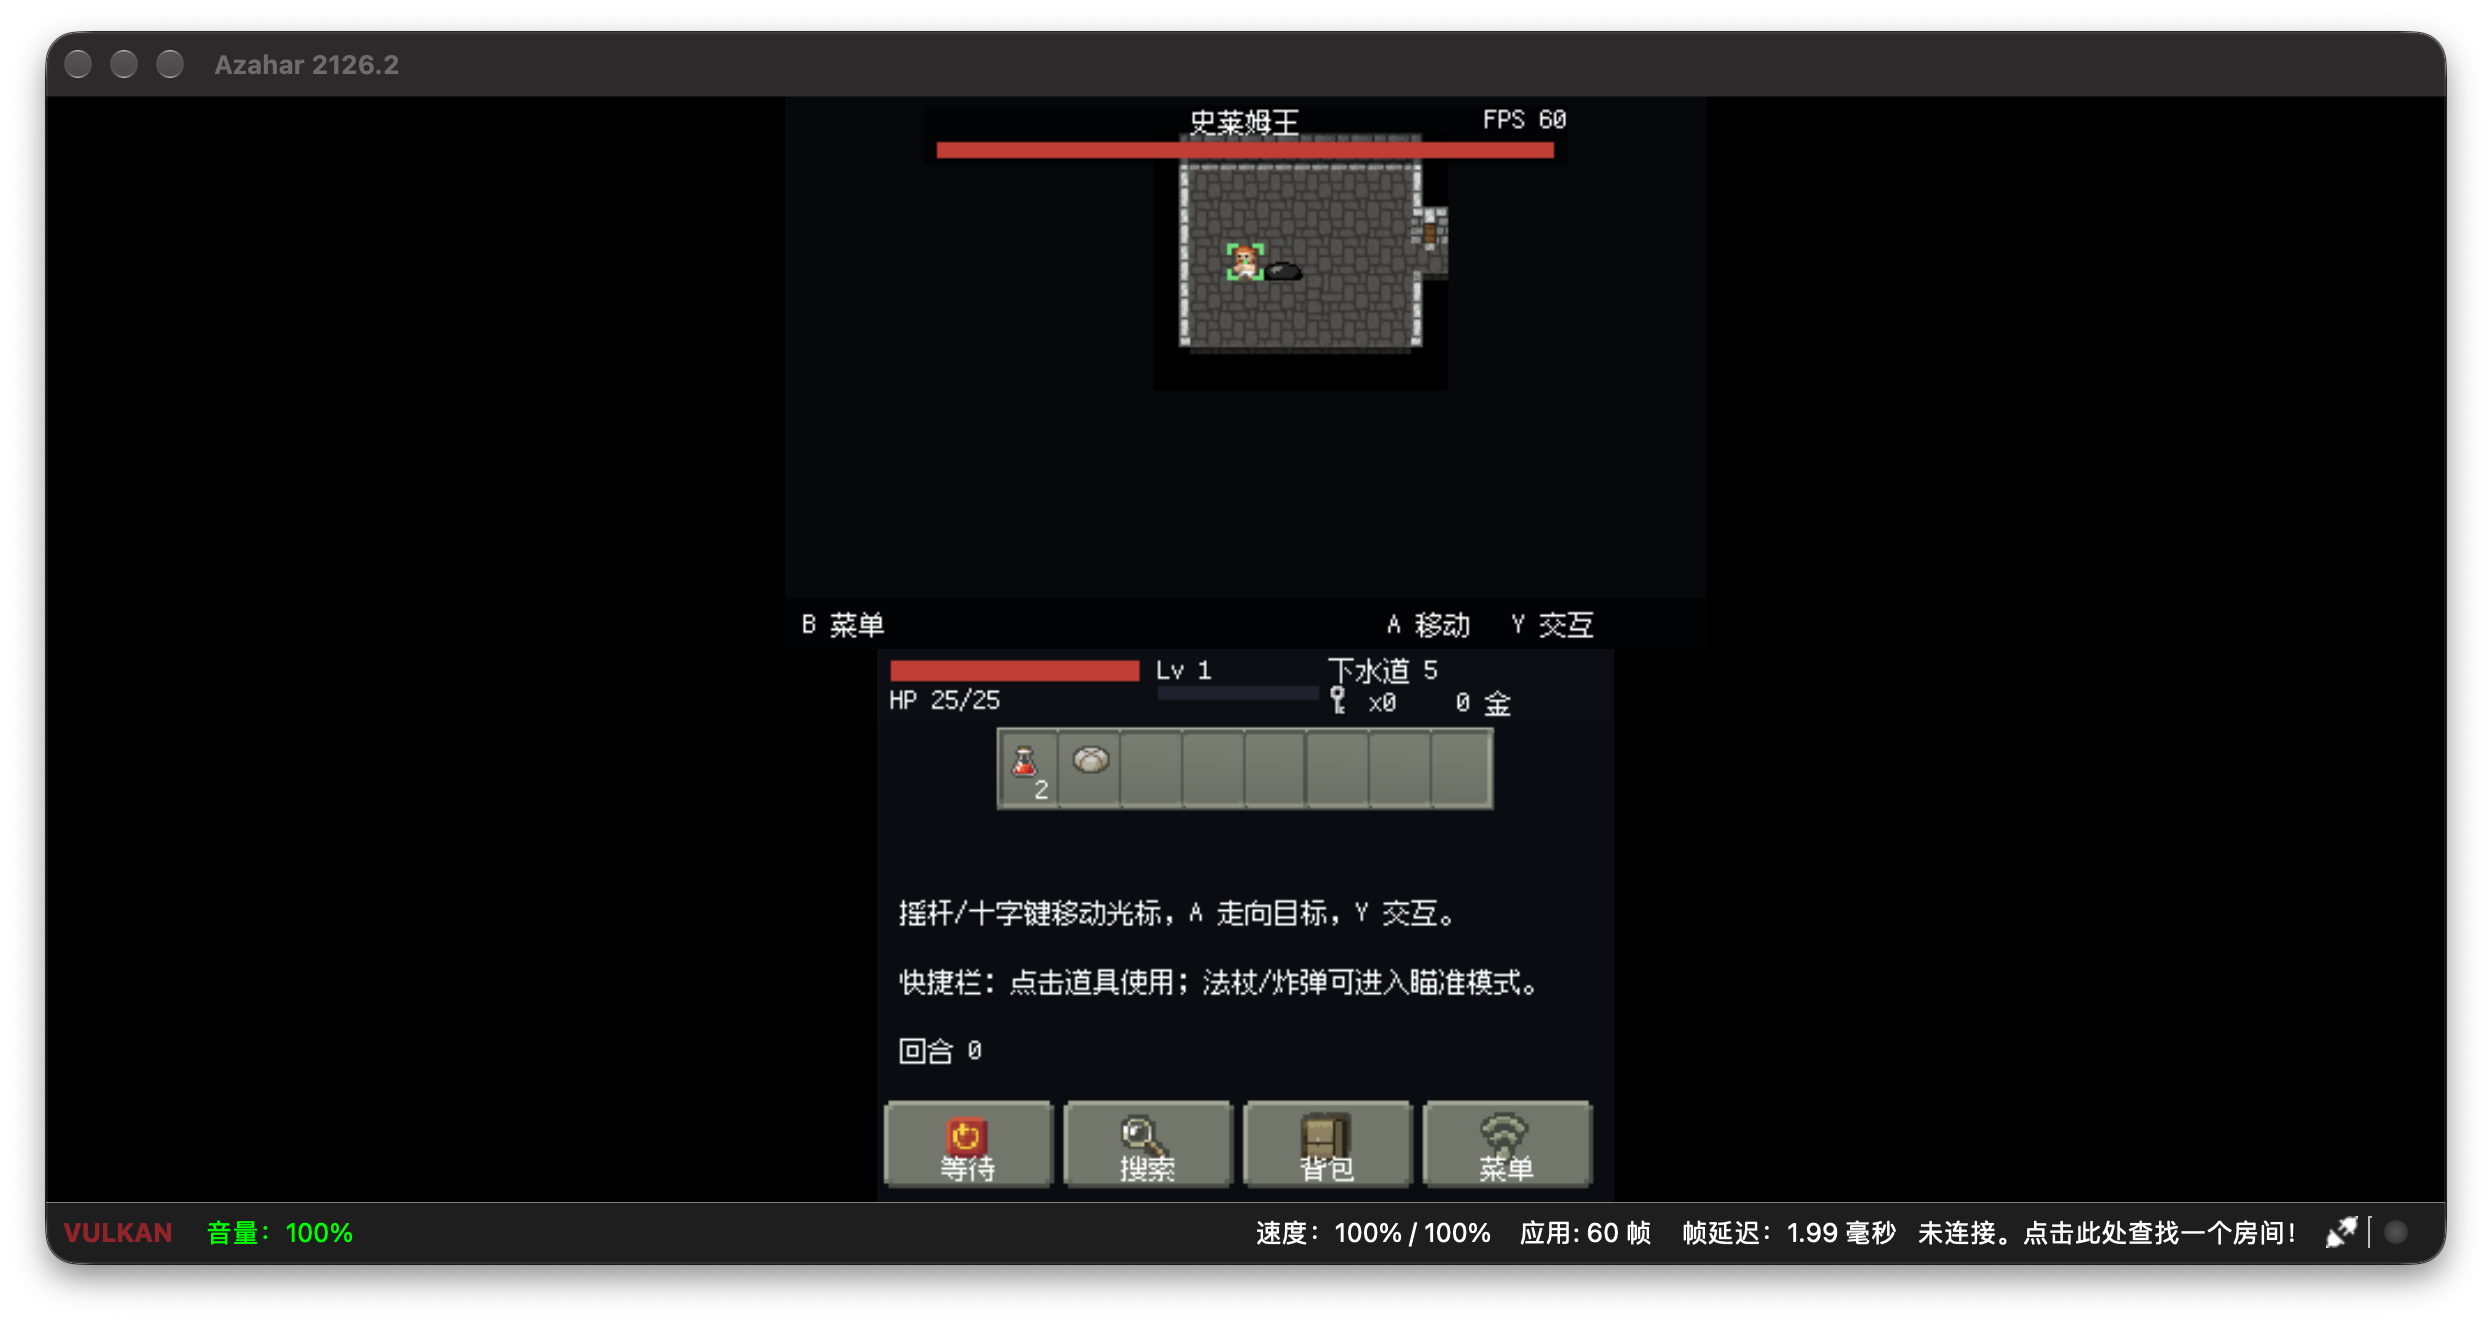 Azahar 2126.2
史莱姆王
FPS 60
B 菜单
A 移动 Y 交互
Lv 1
下水道 5
HP 25/25
x0
0 金
2
摇杆/十字键移动光标，A 走向目标，Y 交互。
快捷栏：点击道具使用；法杖/炸弹可进入瞄准模式。
回合 0
等待
搜索
背包
菜单
VULKAN
音量：100%
速度：100% / 100%
应用: 60 帧
帧延迟：1.99 毫秒
未连接。点击此处查找一个房间！